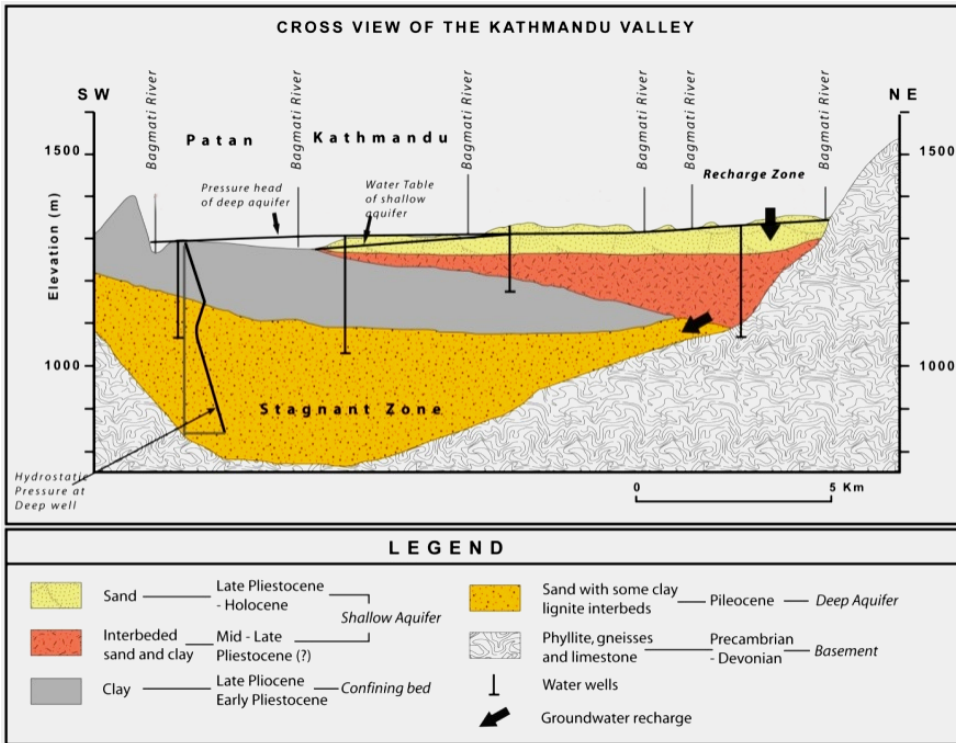 CROSS VIEW OF THE KATHMANDU VALLEY
SW
NE
Bagmati River
Bagmati River
Bagmati River
Bagmati River
Bagmati River
Bagmati River
Patan
Kathmandu
1500
1500
Recharge Zone
Pressure head
of deep aquifer
Water Table
of shallow
aquifer
Elevation (m)
1000
1000
Stagnant Zone
Hydrostatic
Pressure at
Deep well
0
5 Km
LEGEND
Sand
Late Pliestocene
- Holocene
Shallow Aquifer
Interbeded
sand and clay
Mid - Late
Pliestocene (?)
Clay
Late Pliocene
Early Pliestocene
Confining bed
Sand with some clay
lignite interbeds
Pileocene
Deep Aquifer
Phyllite, gneisses
and limestone
Precambrian
- Devonian
Basement
Water wells
Groundwater recharge